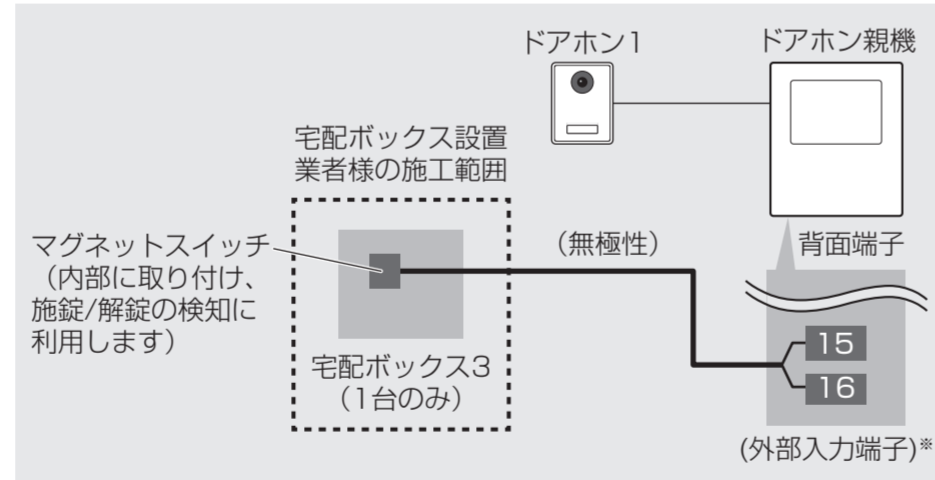 ドアホン1
ドアホン親機
宅配ボックス設置
業者様の施工範囲
マグネットスイッチ
（内部に取り付け、
施錠/解錠の検知に
利用します）
（無極性）
背面端子
15
16
宅配ボックス3
（1台のみ）
(外部入力端子)※